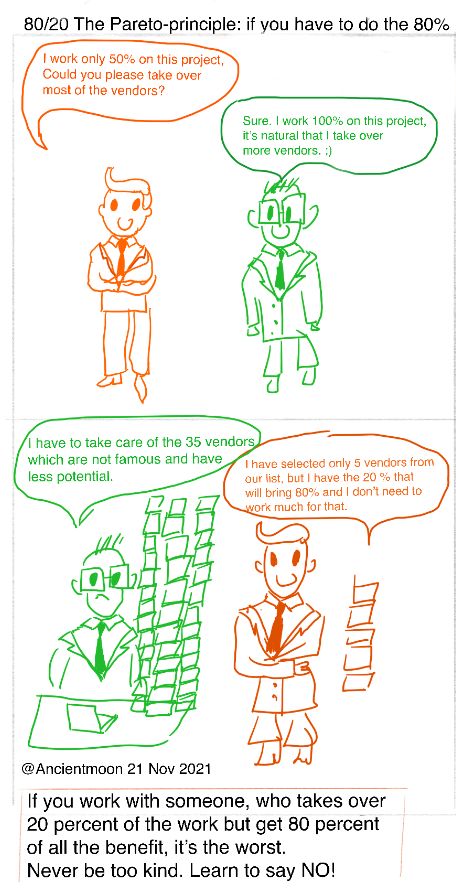 80/20 The Pareto-principle: if you have to do the 80%
I work only 50% on this project,
Could you please take over
most of the vendors?
Sure. I work 100% on this project,
it's natural that I take over
more vendors. :)
I have to take care of the 35 vendors
which are not famous and have
less potential.
I have selected only 5 vendors from
our list, but I have the 20 % that
will bring 80% and I don't need to
work much for that.
@Ancientmoon 21 Nov 2021
If you work with someone, who takes over
20 percent of the work but get 80 percent
of all the benefit, it's the worst.
Never be too kind. Learn to say NO!